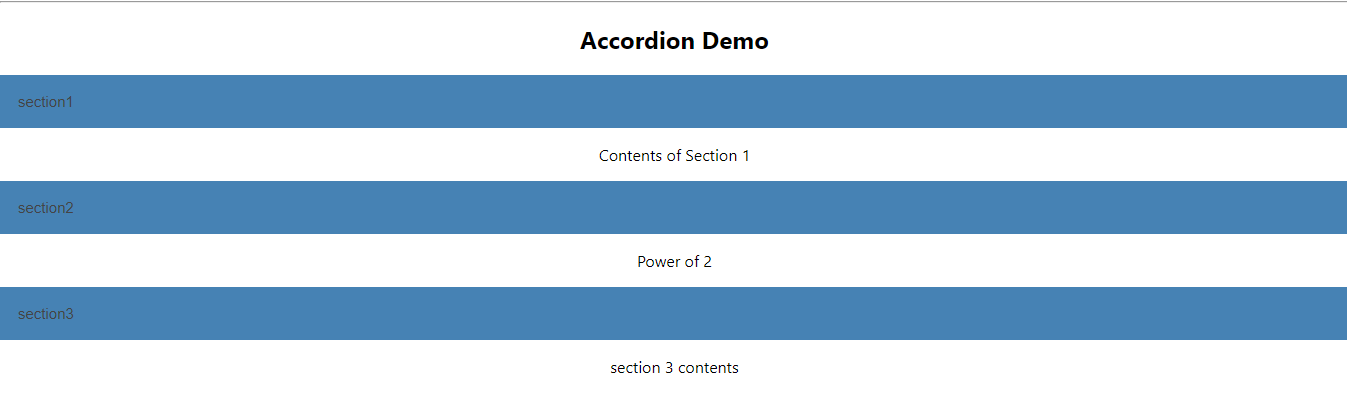 Accordion Demo
section1
Contents of Section 1
section2
Power of 2
section3
section 3 contents